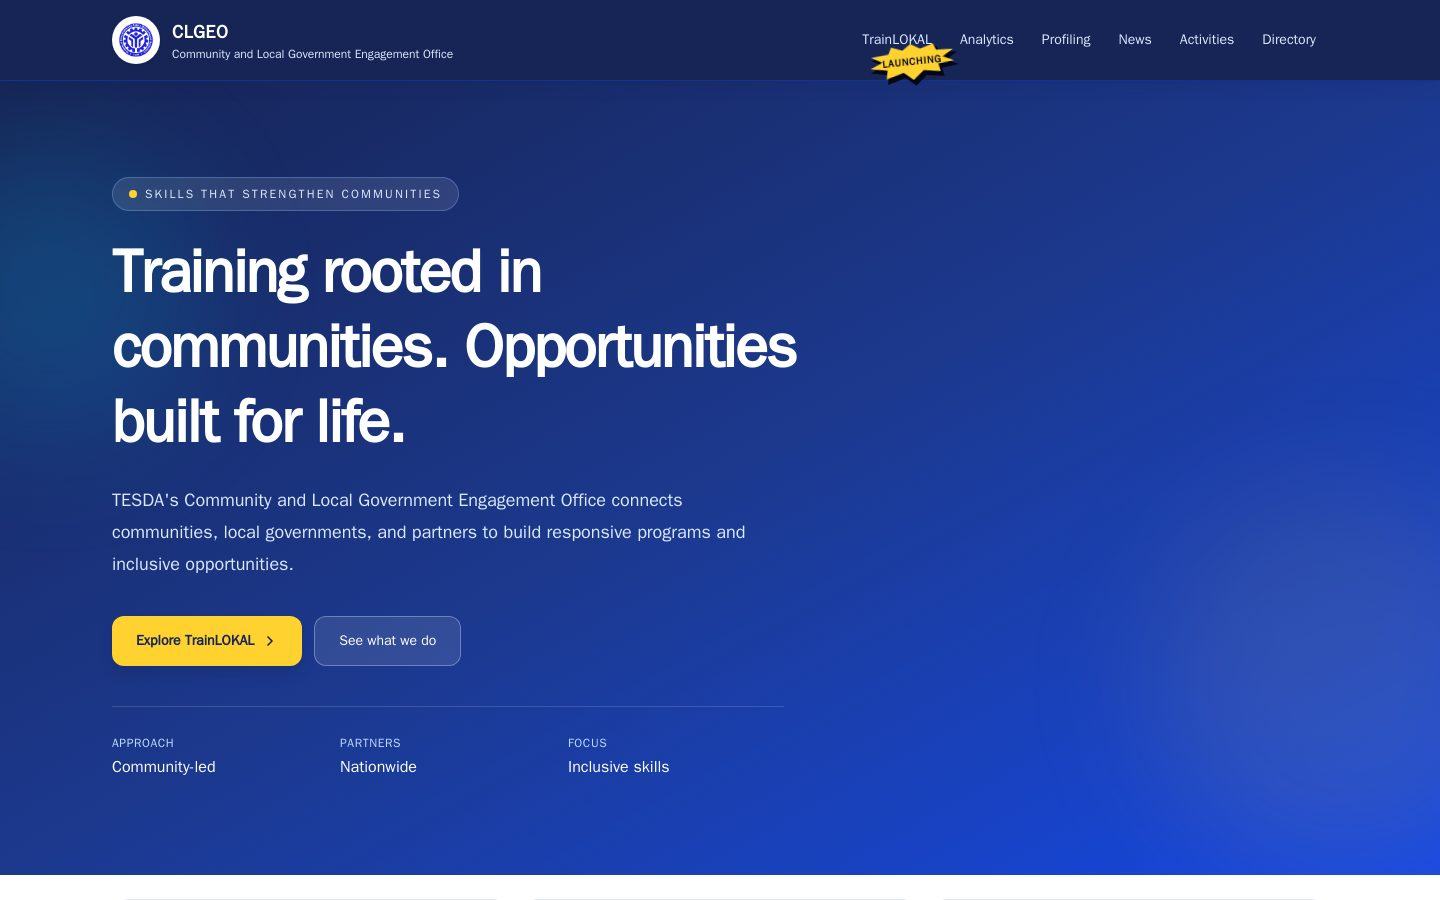 CLGEO
Community and Local Government Engagement Office
TrainLOKAL
LAUNCHING
Analytics
Profiling
News
Activities
Directory
SKILLS THAT STRENGTHEN COMMUNITIES
Training rooted in
communities. Opportunities
built for life.
TESDA's Community and Local Government Engagement Office connects
communities, local governments, and partners to build responsive programs and
inclusive opportunities.
Explore TrainLOKAL
See what we do
APPROACH
Community-led
PARTNERS
Nationwide
FOCUS
Inclusive skills